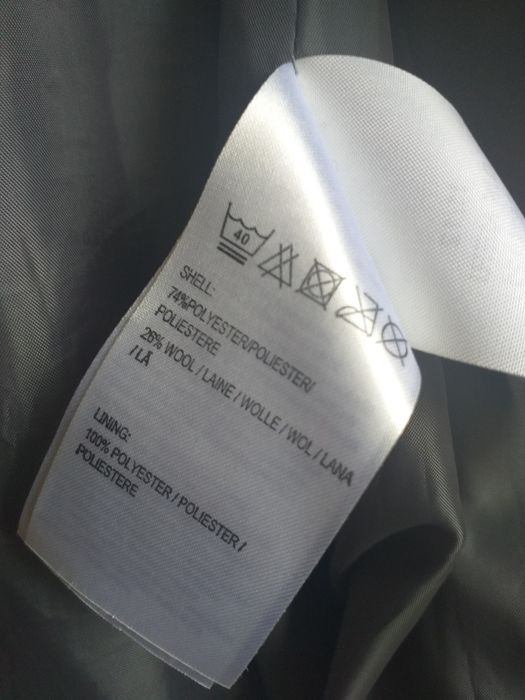 40
SHELL:
74%POLYESTER/POLIESTER/
POLIESTERE
26% WOOL / LAINE / WOLLE / WOL / LANA
/ LÃ
LINING:
100% POLYESTER / POLIESTER /
POLIESTERE